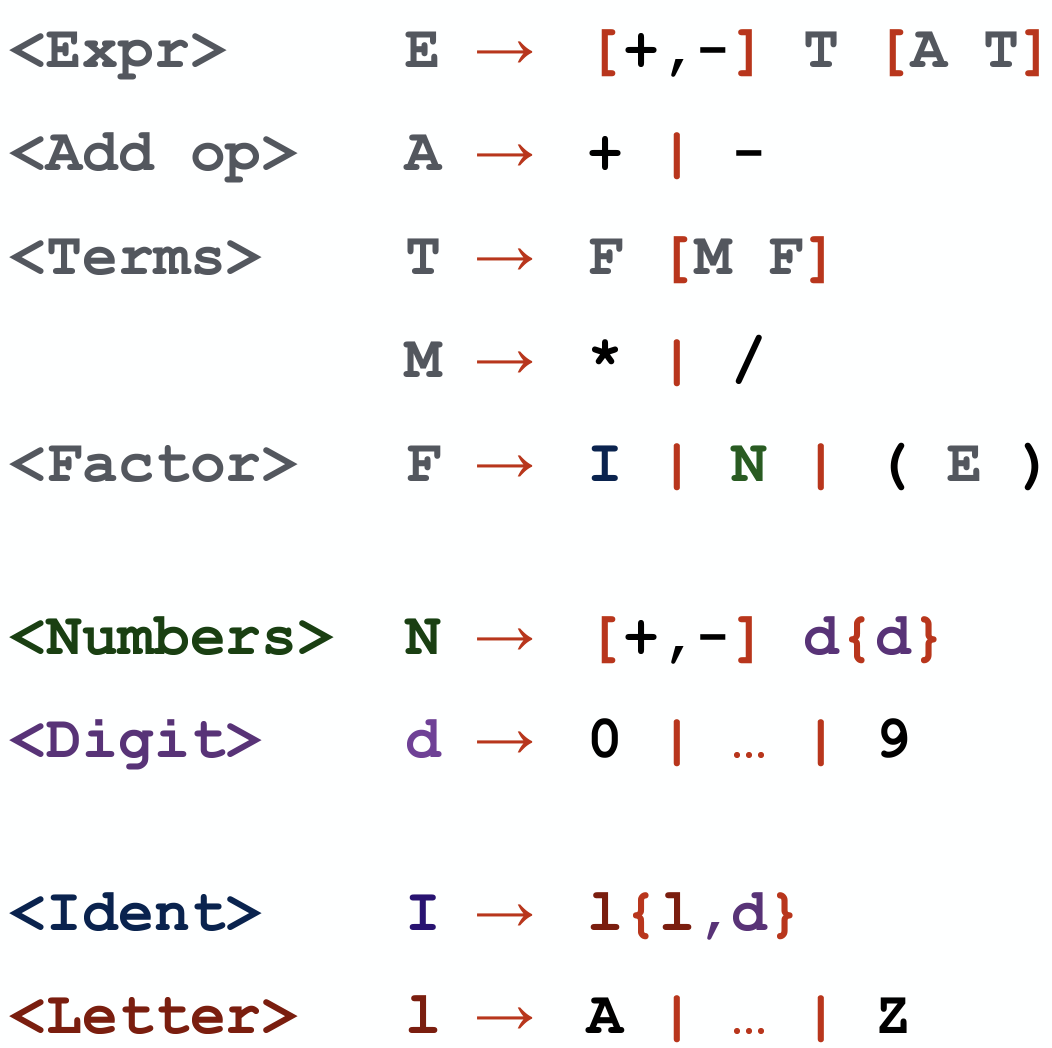 <Expr> E → [+,-] T [A T]
<Add op> A → + | -
<Terms> T → F [M F]
M → * | /
<Factor> F → I | N | ( E )
<Numbers> N → [+,-] d{d}
<Digit> d → 0 | … | 9
<Ident> I → l{l,d}
<Letter> l → A | … | Z